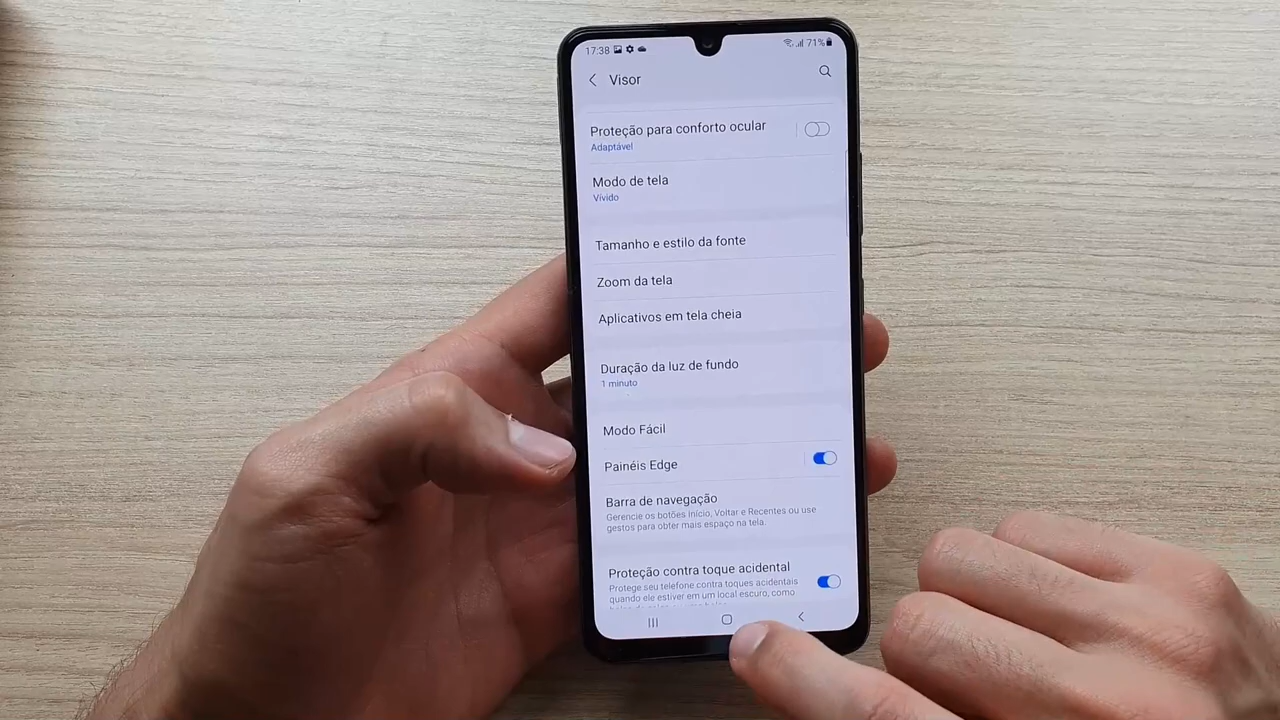 17:38
71%
Visor
Proteção para conforto ocular
Adaptável
Modo de tela
Vívido
Tamanho e estilo da fonte
Zoom da tela
Aplicativos em tela cheia
Duração da luz de fundo
1 minuto
Modo Fácil
Painéis Edge
Barra de navegação
Gerencie os botões Início, Voltar e Recentes ou use
gestos para obter mais espaço na tela.
Proteção contra toque acidental
Protege seu telefone contra toques acidentais
quando ele estiver em um local escuro, como